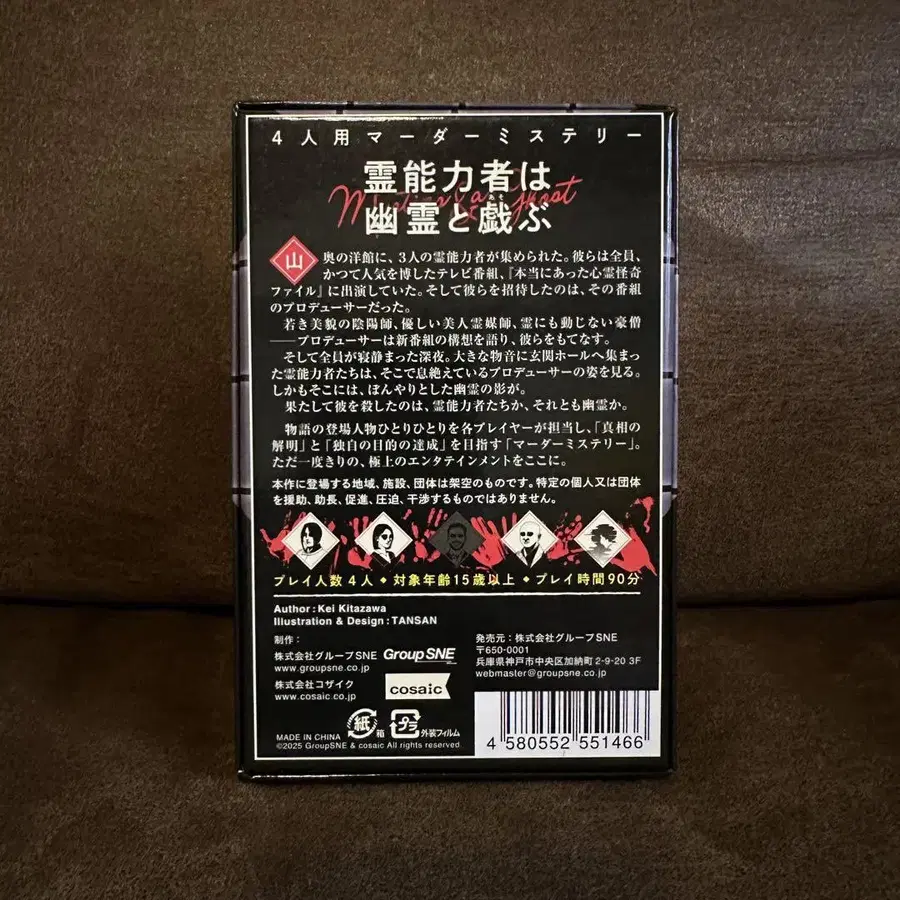 4人用マーダーミステリー
霊能力者は
幽霊と戯ぶ
あそ
山
奥の洋館に、3人の霊能力者が集められた。彼らは全員、
かつて人気を博したテレビ番組、『本当にあった心霊怪奇
ファイル』に出演していた。そして彼らを招待したのは、その番組
のプロデューサーだった。
若き美貌の陰陽師、優しい美人霊媒師、霊にも動じない豪僧
――プロデューサーは新番組の構想を語り、彼らをもてなす。
そして全員が寝静まった深夜。大きな物音に玄関ホールへ集まっ
た霊能力者たちは、そこで息絶えているプロデューサーの姿を見る。
しかもそこには、ぼんやりとした幽霊の影が。
果たして彼を殺したのは、霊能力者たちか、それとも幽霊か。
物語の登場人物ひとりひとりを各プレイヤーが担当し、「真相の
解明」と「独自の目的の達成」を目指す「マーダーミステリー」。
ただ一度きりの、極上のエンタテインメントをここに。
本作に登場する地域、施設、団体は架空のものです。特定の個人又は団体
を援助、助長、促進、圧迫、干渉するものではありません。
プレイ人数4人◆対象年齢15歳以上◆プレイ時間90分
Author:Kei Kitazawa
Illustration & Design:TANSAN
制作:
株式会社グループSNE GroupSNE
www.groupsne.co.jp
株式会社コザイク cosaic
www.cosaic.co.jp
発売元:株式会社グループSNE
〒650-0001
兵庫県神戸市中央区加納町2-9-20 3F
webmaster@groupsne.co.jp
紙 箱 プラ 外装フィルム
MADE IN CHINA
©2025 GroupSNE & cosaic All rights reserved.
4 580552 551466